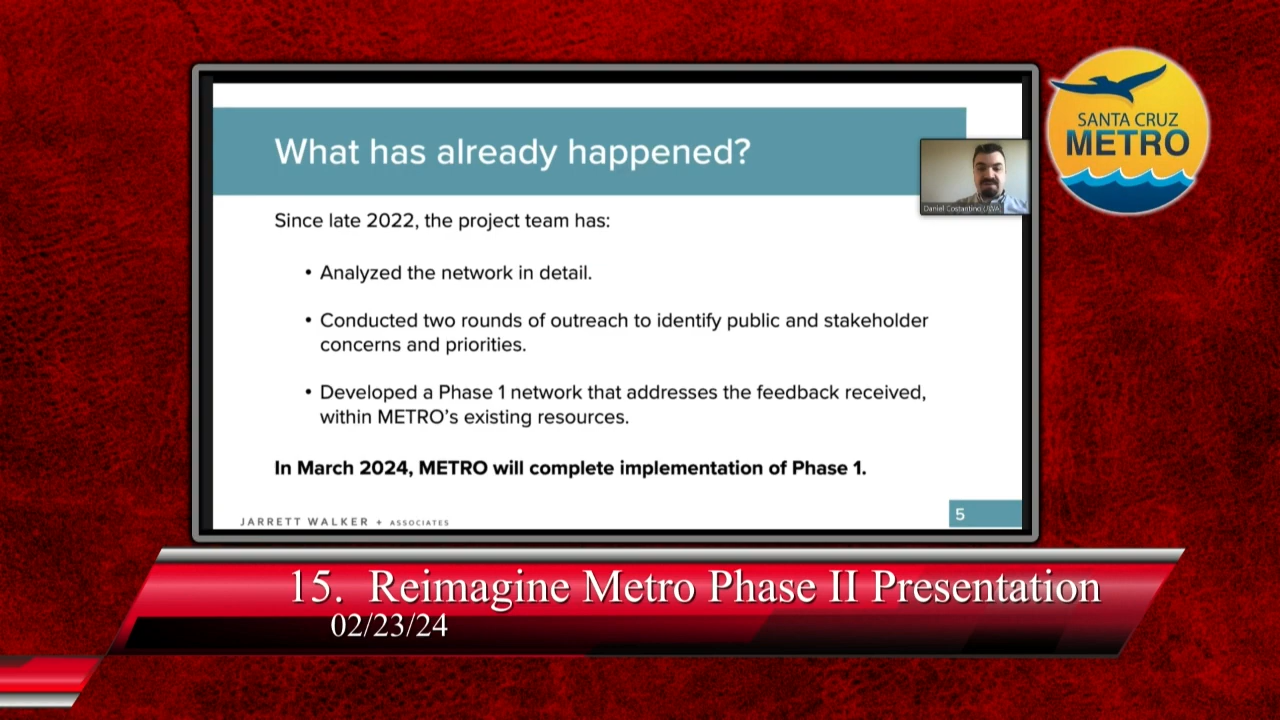 What has already happened?
SANTA CRUZ
METRO
Daniel Costantino (JWA)
Since late 2022, the project team has:
• Analyzed the network in detail.
• Conducted two rounds of outreach to identify public and stakeholder
concerns and priorities.
• Developed a Phase 1 network that addresses the feedback received,
within METRO’s existing resources.
In March 2024, METRO will complete implementation of Phase 1.
JARRETT WALKER + ASSOCIATES
5
15. Reimagine Metro Phase II Presentation
02/23/24